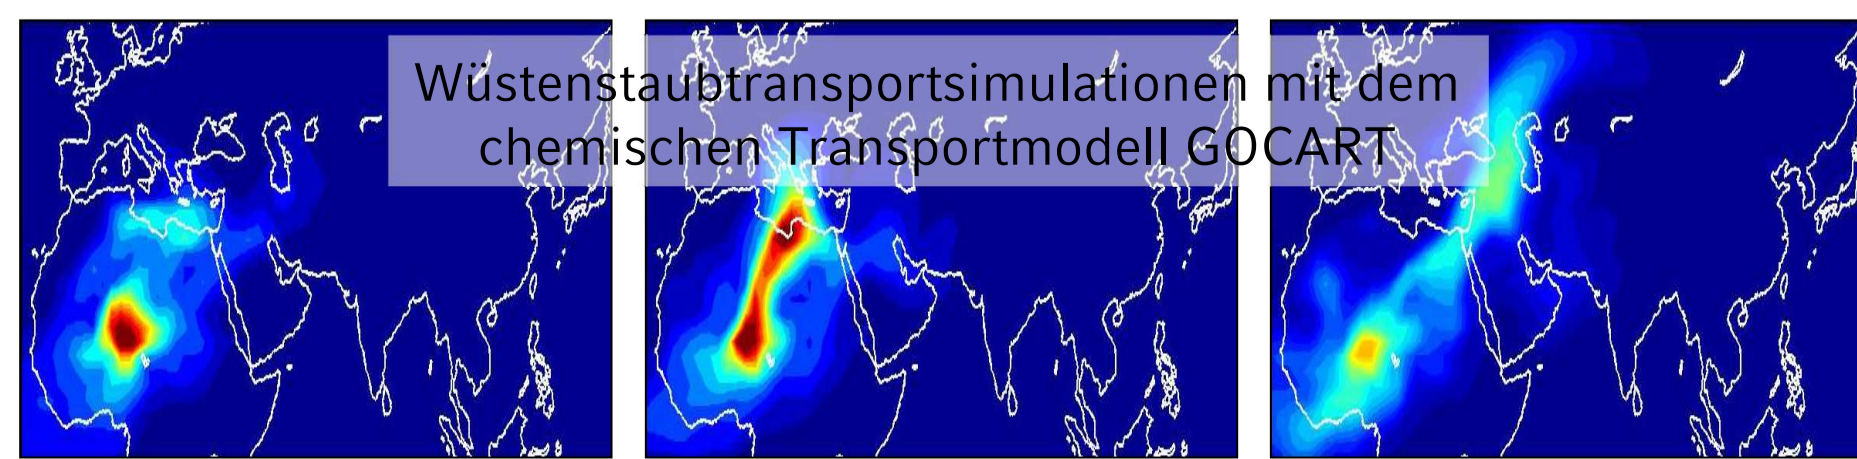 Wüstenstaubtransportsimulationen mit dem
chemischen Transportmodell GOCART